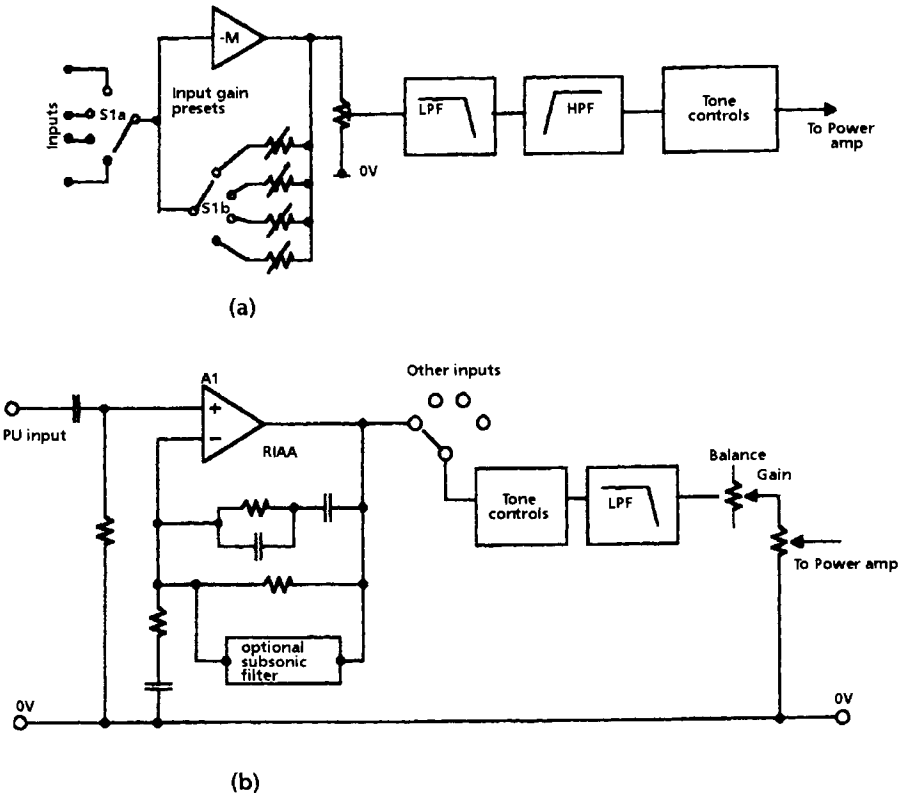 -M
Input gain
presets
Inputs
S1a
S1b
0V
LPF
HPF
Tone
controls
To Power
amp
(a)
A1
+
−
PU input
RIAA
Other inputs
Tone
controls
LPF
Balance
Gain
To Power amp
optional
subsonic
filter
0V
0V
(b)